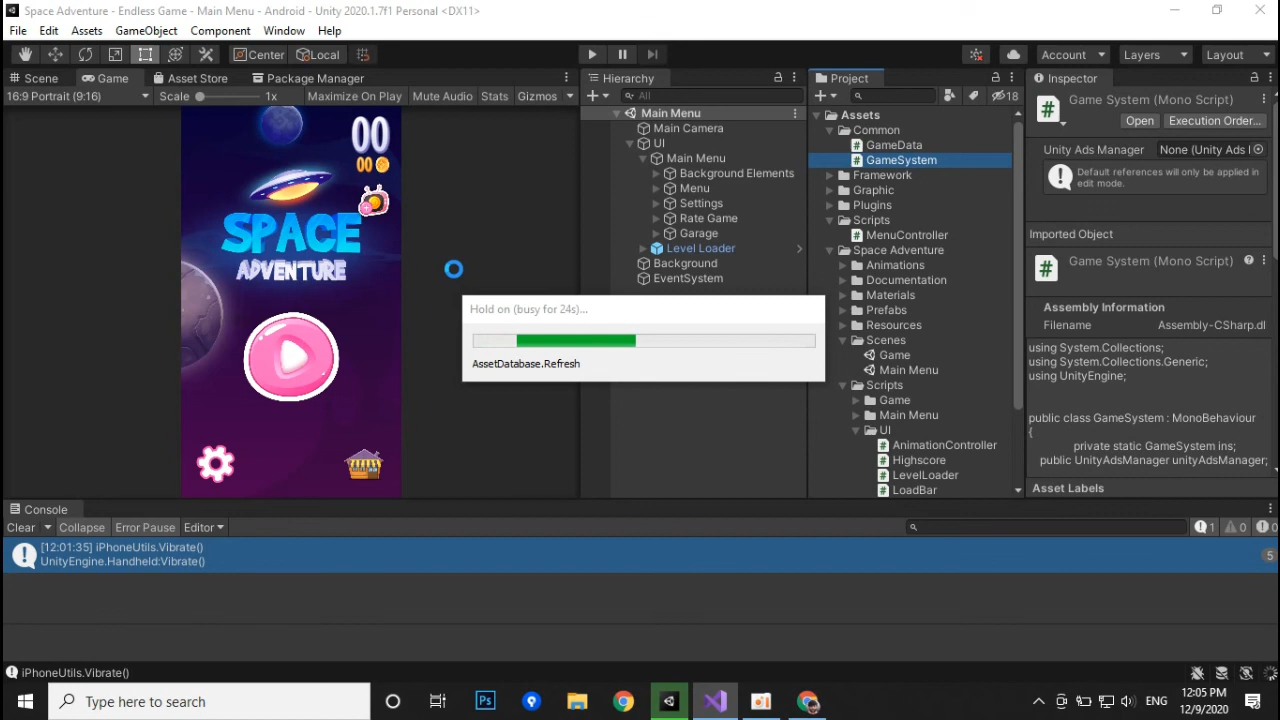 Space Adventure - Endless Game - Main Menu - Android - Unity 2020.1.7f1 Personal <DX11>
File Edit Assets GameObject Component Window Help
Center Local Account Layers Layout
Scene Game Asset Store Package Manager Hierarchy Project Inspector
16:9 Portrait (9:16) Scale 1x Maximize On Play Mute Audio Stats Gizmos
All
18
00
00
SPACE
ADVENTURE
Main Menu
Main Camera
UI
Main Menu
Background Elements
Menu
Settings
Rate Game
Garage
Level Loader
Background
EventSystem
Assets
Common
GameData
GameSystem
Framework
Graphic
Plugins
Scripts
MenuController
Space Adventure
Animations
Documentation
Materials
Prefabs
Resources
Scenes
Game
Main Menu
Scripts
Game
Main Menu
UI
AnimationController
Highscore
LevelLoader
LoadBar
Game System (Mono Script)
Open Execution Order...
Unity Ads Manager None (Unity Ads I
Default references will only be applied in
edit mode.
Imported Object
Game System (Mono Script)
Assembly Information
Filename Assembly-CSharp.dl
using System.Collections;
using System.Collections.Generic;
using UnityEngine;
public class GameSystem : MonoBehaviour
{
private static GameSystem ins;
public UnityAdsManager unityAdsManager;
Asset Labels
Hold on (busy for 24s)...
AssetDatabase.Refresh
Console
Clear Collapse Error Pause Editor 1 0 0
[12:01:35] iPhoneUtils.Vibrate()
UnityEngine.Handheld:Vibrate()
5
iPhoneUtils.Vibrate()
Type here to search
Ps
ENG
12:05 PM
12/9/2020